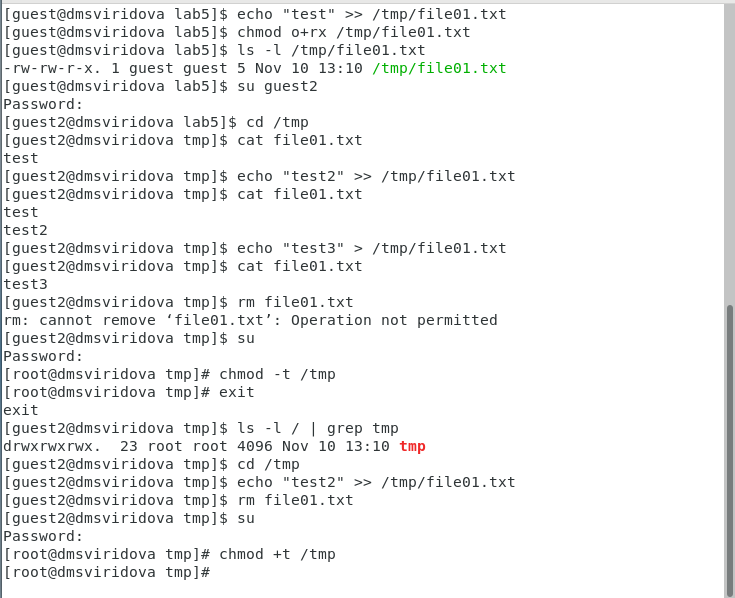 [guest@dmsviridova lab5]$ echo "test" >> /tmp/file01.txt
[guest@dmsviridova lab5]$ chmod o+rx /tmp/file01.txt
[guest@dmsviridova lab5]$ ls -l /tmp/file01.txt
-rw-rw-r-x. 1 guest guest 5 Nov 10 13:10 /tmp/file01.txt
[guest@dmsviridova lab5]$ su guest2
Password:
[guest2@dmsviridova lab5]$ cd /tmp
[guest2@dmsviridova tmp]$ cat file01.txt
test
[guest2@dmsviridova tmp]$ echo "test2" >> /tmp/file01.txt
[guest2@dmsviridova tmp]$ cat file01.txt
test
test2
[guest2@dmsviridova tmp]$ echo "test3" > /tmp/file01.txt
[guest2@dmsviridova tmp]$ cat file01.txt
test3
[guest2@dmsviridova tmp]$ rm file01.txt
rm: cannot remove ‘file01.txt’: Operation not permitted
[guest2@dmsviridova tmp]$ su
Password:
[root@dmsviridova tmp]# chmod -t /tmp
[root@dmsviridova tmp]# exit
exit
[guest2@dmsviridova tmp]$ ls -l / | grep tmp
drwxrwxrwx.  23 root root 4096 Nov 10 13:10 tmp
[guest2@dmsviridova tmp]$ cd /tmp
[guest2@dmsviridova tmp]$ echo "test2" >> /tmp/file01.txt
[guest2@dmsviridova tmp]$ rm file01.txt
[guest2@dmsviridova tmp]$ su
Password:
[root@dmsviridova tmp]# chmod +t /tmp
[root@dmsviridova tmp]#